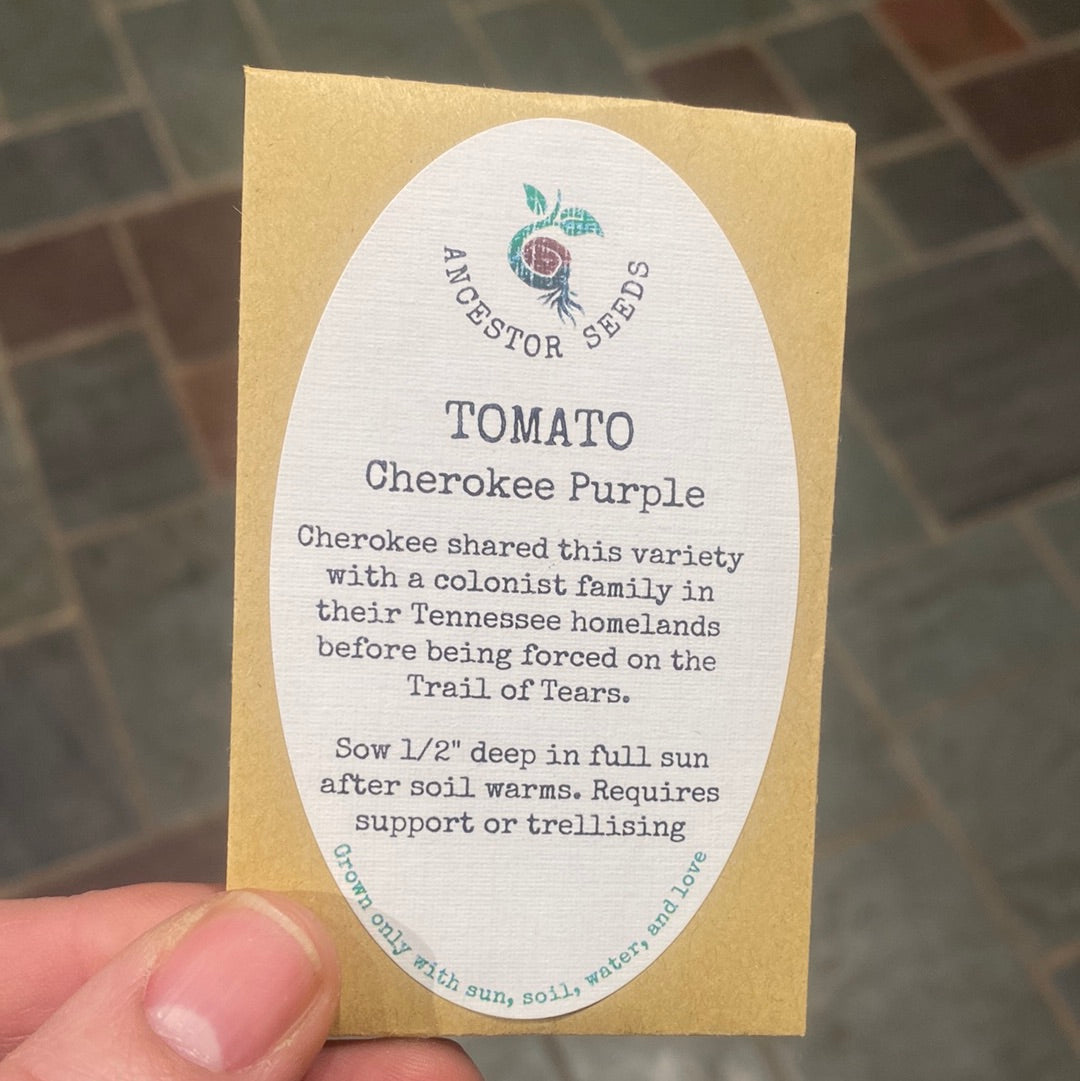 ANCESTOR SEEDS
TOMATO
Cherokee Purple
Cherokee shared this variety
with a colonist family in
their Tennessee homelands
before being forced on the
Trail of Tears.
Sow 1/2" deep in full sun
after soil warms. Requires
support or trellising
Grown only with sun, soil, water, and love